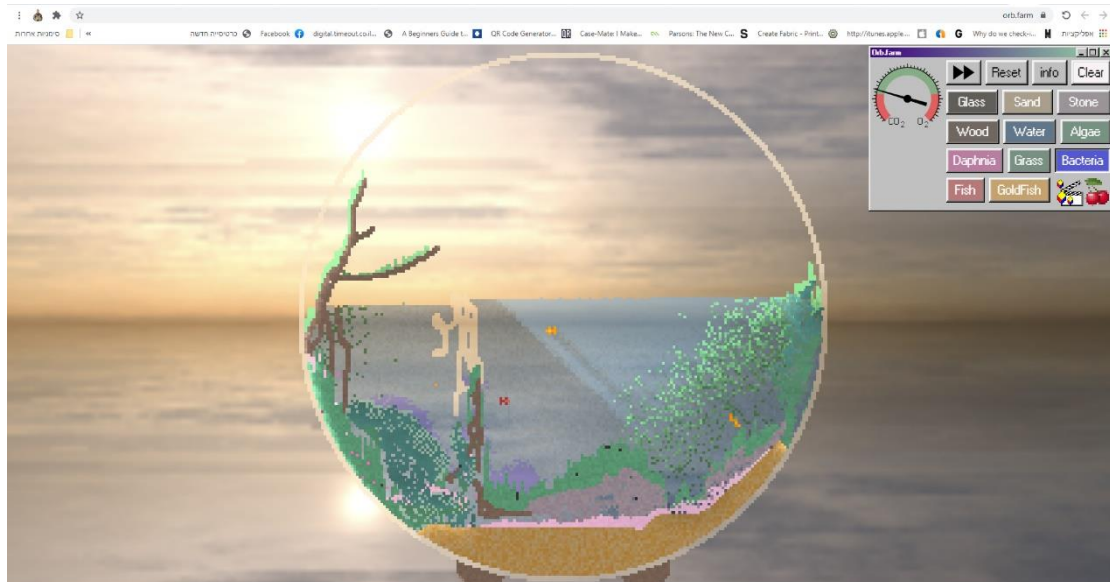 orb.farm
סימניות אחרות
»
כרטיסייה חדשה
Facebook
digital.timeout.co.il...
A Beginners Guide t...
QR Code Generator...
Case-Mate | Make...
Parsons: The New C...
Create Fabric - Print...
http://itunes.apple...
Why do we check-i...
אפליקציות
Orb.Farm
Reset info Clear
CO2 O2
Glass Sand Stone
Wood Water Algae
Daphnia Grass Bacteria
Fish GoldFish